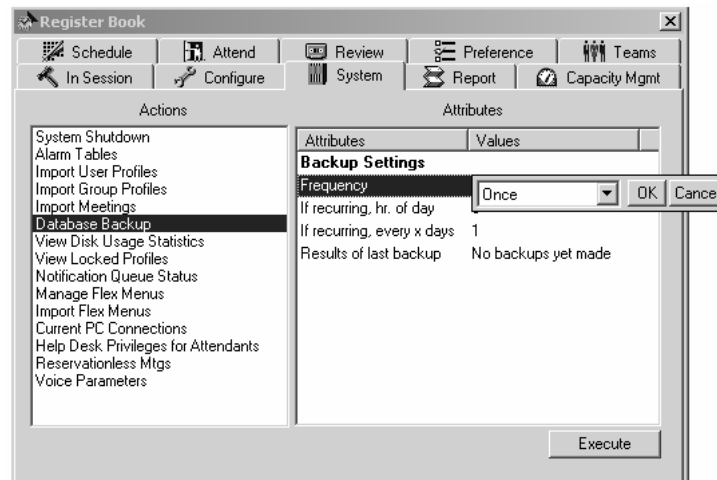 Register Book
Schedule Attend Review Preference Teams
In Session Configure System Report Capacity Mgmt
Actions
System Shutdown
Alarm Tables
Import User Profiles
Import Group Profiles
Import Meetings
Database Backup
View Disk Usage Statistics
View Locked Profiles
Notification Queue Status
Manage Flex Menus
Import Flex Menus
Current PC Connections
Help Desk Privileges for Attendants
Reservationless Mtgs
Voice Parameters
Attributes
Attributes Values
Backup Settings
Frequency Once OK Cance
If recurring, hr. of day
If recurring, every x days 1
Results of last backup No backups yet made
Execute